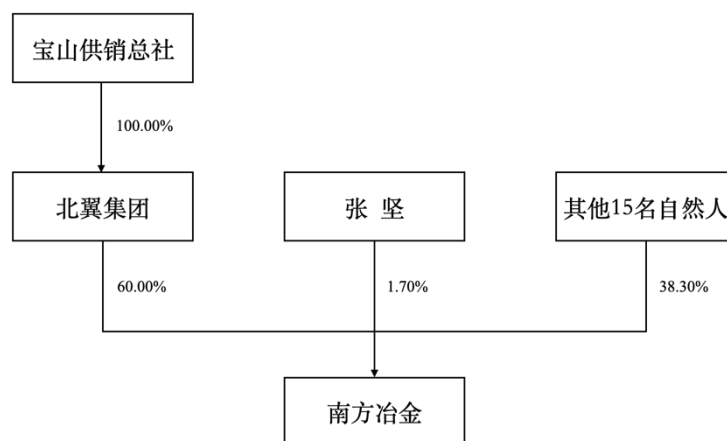 宝山供销总社
100.00%
北翼集团
张 坚
其他15名自然人
60.00%
1.70%
38.30%
南方冶金